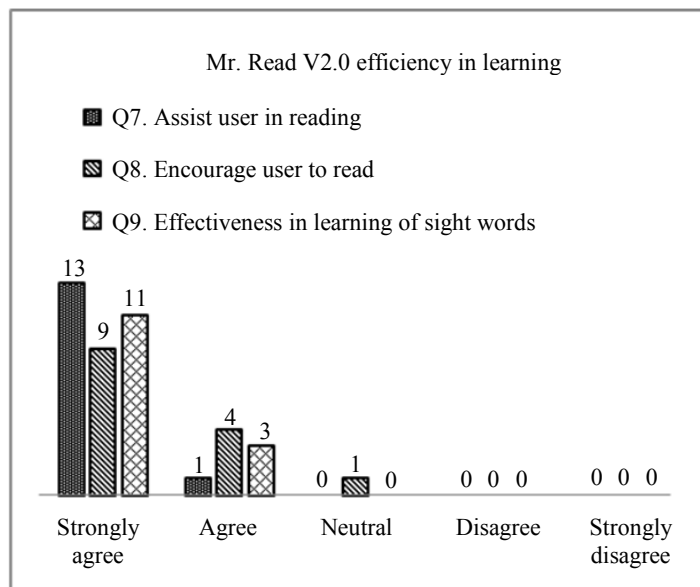 Mr. Read V2.0 efficiency in learning
Q7. Assist user in reading
Q8. Encourage user to read
Q9. Effectiveness in learning of sight words
13
9
11
1
4
3
0
1
0
0 0 0
0 0 0
Strongly agree
Agree
Neutral
Disagree
Strongly disagree